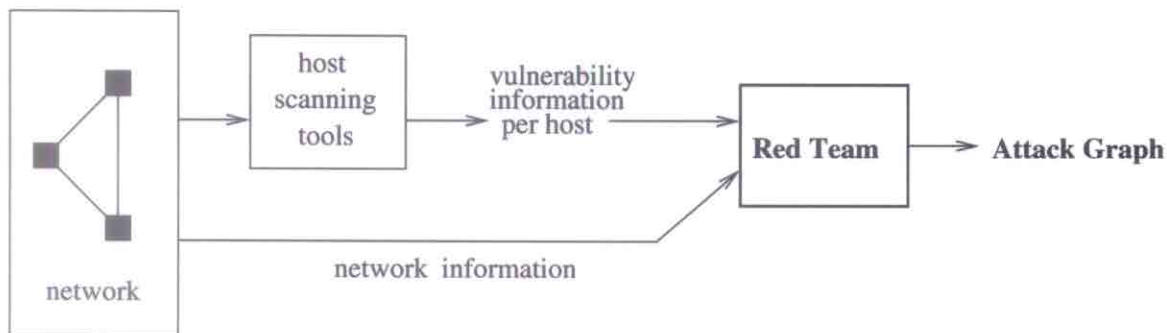 host
scanning
tools
vulnerability
information
per host
Red Team
Attack Graph
network information
network